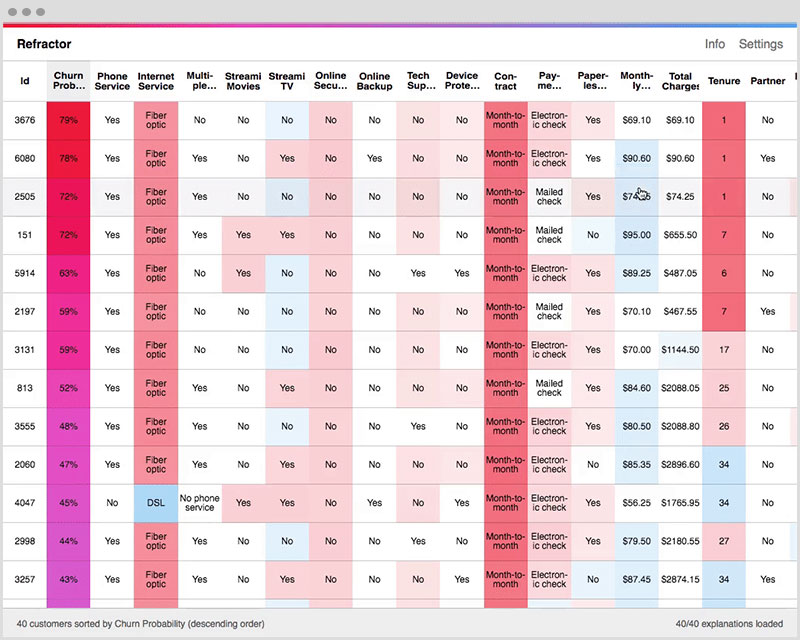 Refractor Info Settings
Id Churn Prob... Phone Service Internet Service Multi-ple... Streami Movies Streami TV Online Secu... Online Backup Tech Sup... Device Prote... Con-tract Pay-me... Paper-les... Month-ly... Total Charges Tenure Partner
3676 79% Yes Fiber optic No No No No No No No Month-to-month Electron-ic check Yes $69.10 $69.10 1 No
6080 78% Yes Fiber optic No No Yes No Yes No No Month-to-month Electron-ic check Yes $90.60 $90.60 1 Yes
2505 72% Yes Fiber optic Yes No No No No No No Month-to-month Mailed check Yes $74.25 1 No
151 72% Yes Fiber optic Yes Yes Yes No No No No Month-to-month Mailed check No $95.00 $655.50 7 No
5914 63% Yes Fiber optic No Yes No No No Yes Yes Month-to-month Electron-ic check Yes $89.25 $487.05 6 No
2197 59% Yes Fiber optic No No No No No No No Month-to-month Mailed check Yes $70.10 $467.55 7 Yes
3131 59% Yes Fiber optic No No No No No No No Month-to-month Electron-ic check Yes $70.00 $1144.50 17 No
813 52% Yes Fiber optic Yes No Yes No No No No Month-to-month Mailed check Yes $84.60 $2088.05 25 No
3555 48% Yes Fiber optic Yes No No No No Yes No Month-to-month Electron-ic check Yes $80.50 $2088.80 26 No
2060 47% Yes Fiber optic Yes No Yes No No No No Month-to-month Electron-ic check No $85.35 $2896.60 34 No
4047 45% No DSL No phone service Yes Yes No Yes No Yes Month-to-month Electron-ic check Yes $56.25 $1765.95 34 No
2998 44% Yes Fiber optic Yes No No No No Yes No Month-to-month Electron-ic check Yes $79.50 $2180.55 27 No
3257 43% Yes Fiber optic Yes No Yes No No No Yes Month-to-month Electron-ic check No $87.45 $2874.15 34 Yes
40 customers sorted by Churn Probability (descending order) 40/40 explanations loaded